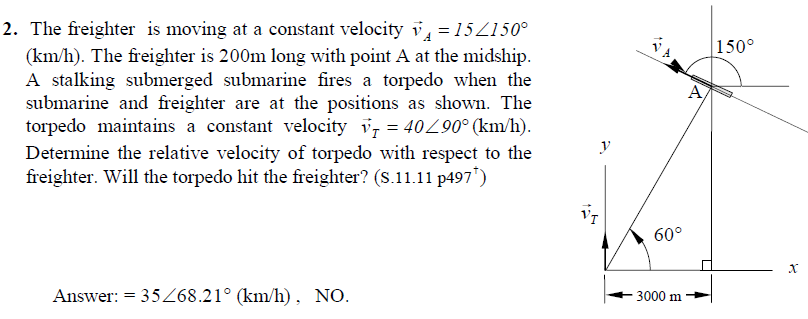 2. The freighter is moving at a constant velocity v⃗_A = 15∠150°
(km/h). The freighter is 200m long with point A at the midship.
A stalking submerged submarine fires a torpedo when the
submarine and freighter are at the positions as shown. The
torpedo maintains a constant velocity v⃗_T = 40∠90° (km/h).
Determine the relative velocity of torpedo with respect to the
freighter. Will the torpedo hit the freighter? (S.11.11 p497†)
Answer: = 35∠68.21° (km/h) , NO.
v⃗_A
150°
A
y
v⃗_T
60°
x
3000 m